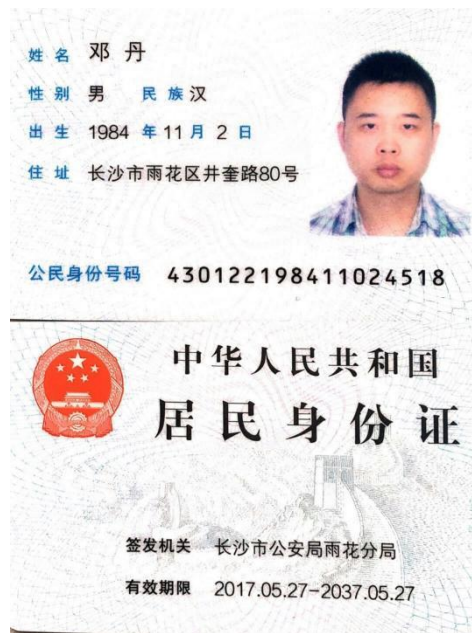 姓名 邓丹
性别 男 民族 汉
出生 1984 年 11 月 2 日
住址 长沙市雨花区井奎路80号
公民身份号码 430122198411024518
中华人民共和国
居民身份证
签发机关 长沙市公安局雨花分局
有效期限 2017.05.27-2037.05.27